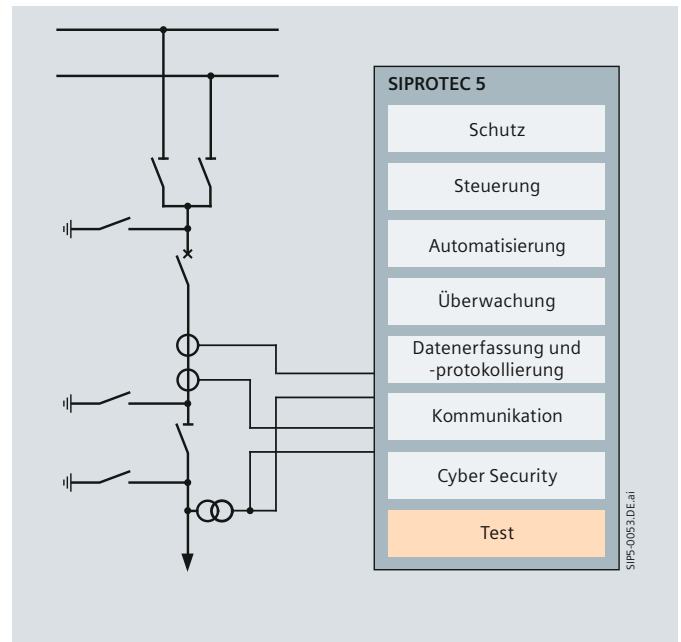 SIPROTEC 5
Schutz
Steuerung
Automatisierung
Überwachung
Datenerfassung und
-protokollierung
Kommunikation
Cyber Security
Test
SIP5-0053.DE.ai